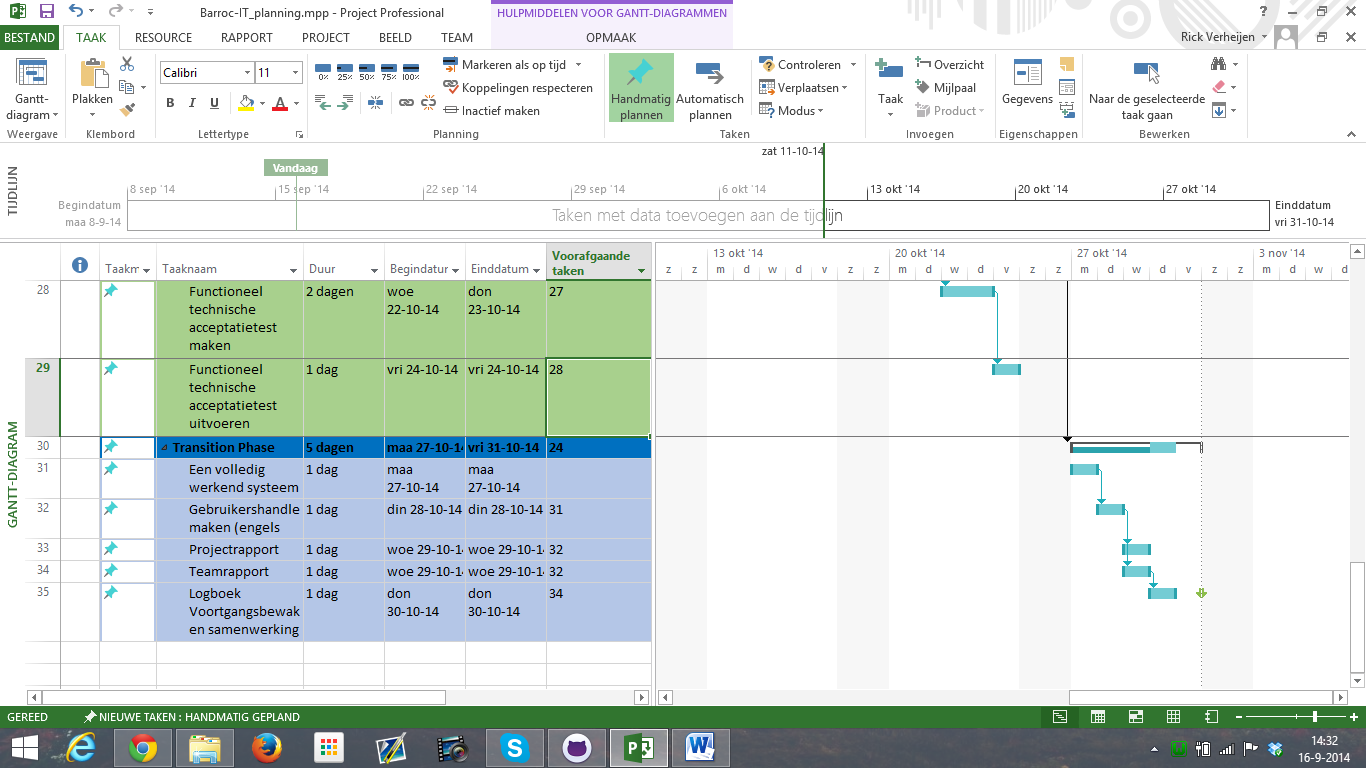 Barroc-IT_planning.mpp - Project Professional
HULPMIDDELEN VOOR GANTT-DIAGRAMMEN
BESTAND TAAK RESOURCE RAPPORT PROJECT BEELD TEAM OPMAAK
Rick Verheijen
Gantt-diagram
Weergave
Plakken
Klembord
Calibri 11
B I U
A
Lettertype
0% 25% 50% 75% 100%
Markeren als op tijd
Koppelingen respecteren
Inactief maken
Planning
Handmatig plannen
Automatisch plannen
Controleren
Verplaatsen
Modus
Taken
Taak
Overzicht
Mijlpaal
Product
Invoegen
Gegevens
Eigenschappen
Naar de geselecteerde taak gaan
Bewerken
TIJDLIJN
zat 11-10-14
Vandaag
8 sep '14 15 sep '14 22 sep '14 29 sep '14 6 okt '14 13 okt '14 20 okt '14 27 okt '14
Begindatum
maa 8-9-14
Taken met data toevoegen aan de tijdlijn
Einddatum
vri 31-10-14
GANTT-DIAGRAM
Taakm Taaknaam Duur Begindatur Einddatum Voorafgaande taken
13 okt '14 20 okt '14 27 okt '14 3 nov '14
z z m d w d v z z m d w d v z z m d w d v z z m d w d
28 Functioneel technische acceptatietest maken 2 dagen woe 22-10-14 don 23-10-14 27
29 Functioneel technische acceptatietest uitvoeren 1 dag vri 24-10-14 vri 24-10-14 28
30 Transition Phase 5 dagen maa 27-10-14 vri 31-10-14 24
31 Een volledig werkend systeem 1 dag maa 27-10-14 maa 27-10-14
32 Gebruikershandle maken (engels 1 dag din 28-10-14 din 28-10-14 31
33 Projectrapport 1 dag woe 29-10-14 woe 29-10-14 32
34 Teamrapport 1 dag woe 29-10-14 woe 29-10-14 32
35 Logboek Voortgangsbewak en samenwerking 1 dag don 30-10-14 don 30-10-14 34
GEREED NIEUWE TAKEN : HANDMATIG GEPLAND
14:32
16-9-2014